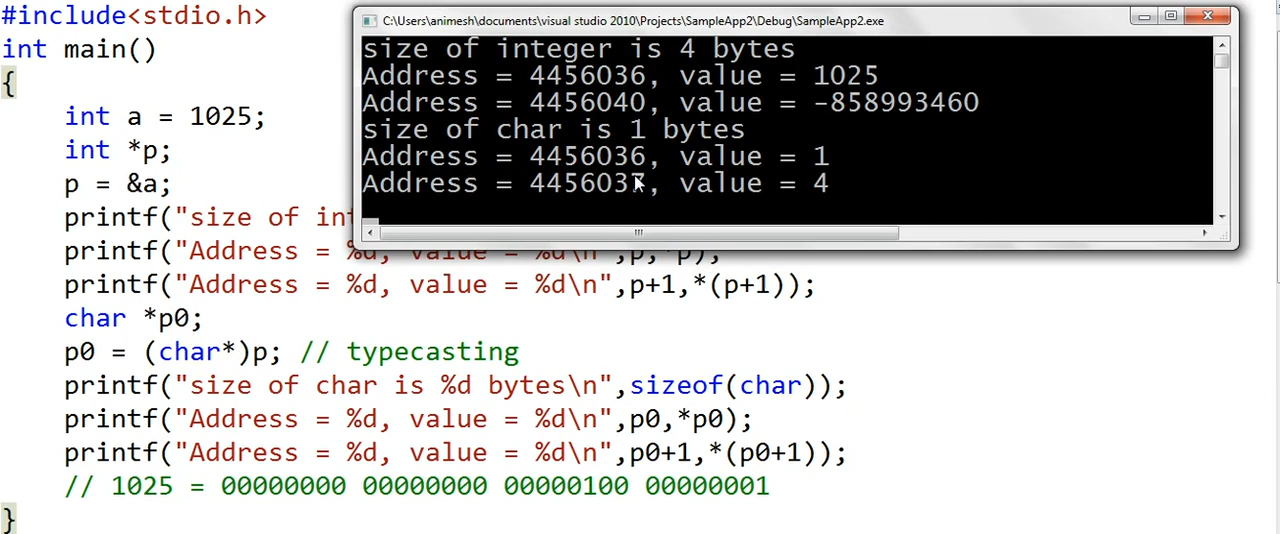 #include<stdio.h>
int main()
{
int a = 1025;
int *p;
p = &a;
printf("size of int
printf("Address = %d, value = %d\n",p,*p);
printf("Address = %d, value = %d\n",p+1,*(p+1));
char *p0;
p0 = (char*)p; // typecasting
printf("size of char is %d bytes\n",sizeof(char));
printf("Address = %d, value = %d\n",p0,*p0);
printf("Address = %d, value = %d\n",p0+1,*(p0+1));
// 1025 = 00000000 00000000 00000100 00000001
}
C:\Users\animesh\documents\visual studio 2010\Projects\SampleApp2\Debug\SampleApp2.exe
size of integer is 4 bytes
Address = 4456036, value = 1025
Address = 4456040, value = -858993460
size of char is 1 bytes
Address = 4456036, value = 1
Address = 4456037, value = 4